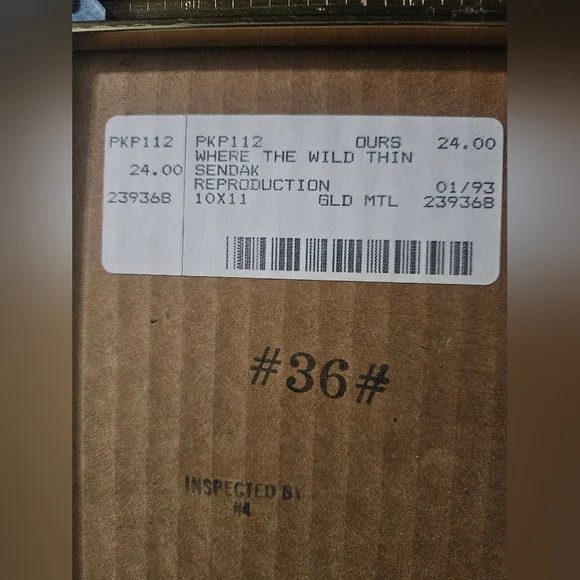 PKP112 PKP112 OURS 24.00
WHERE THE WILD THIN
24.00 SENDAK
REPRODUCTION 01/93
239368 10X11 GLD MTL 239368
#36#
INSPECTED BY
#4